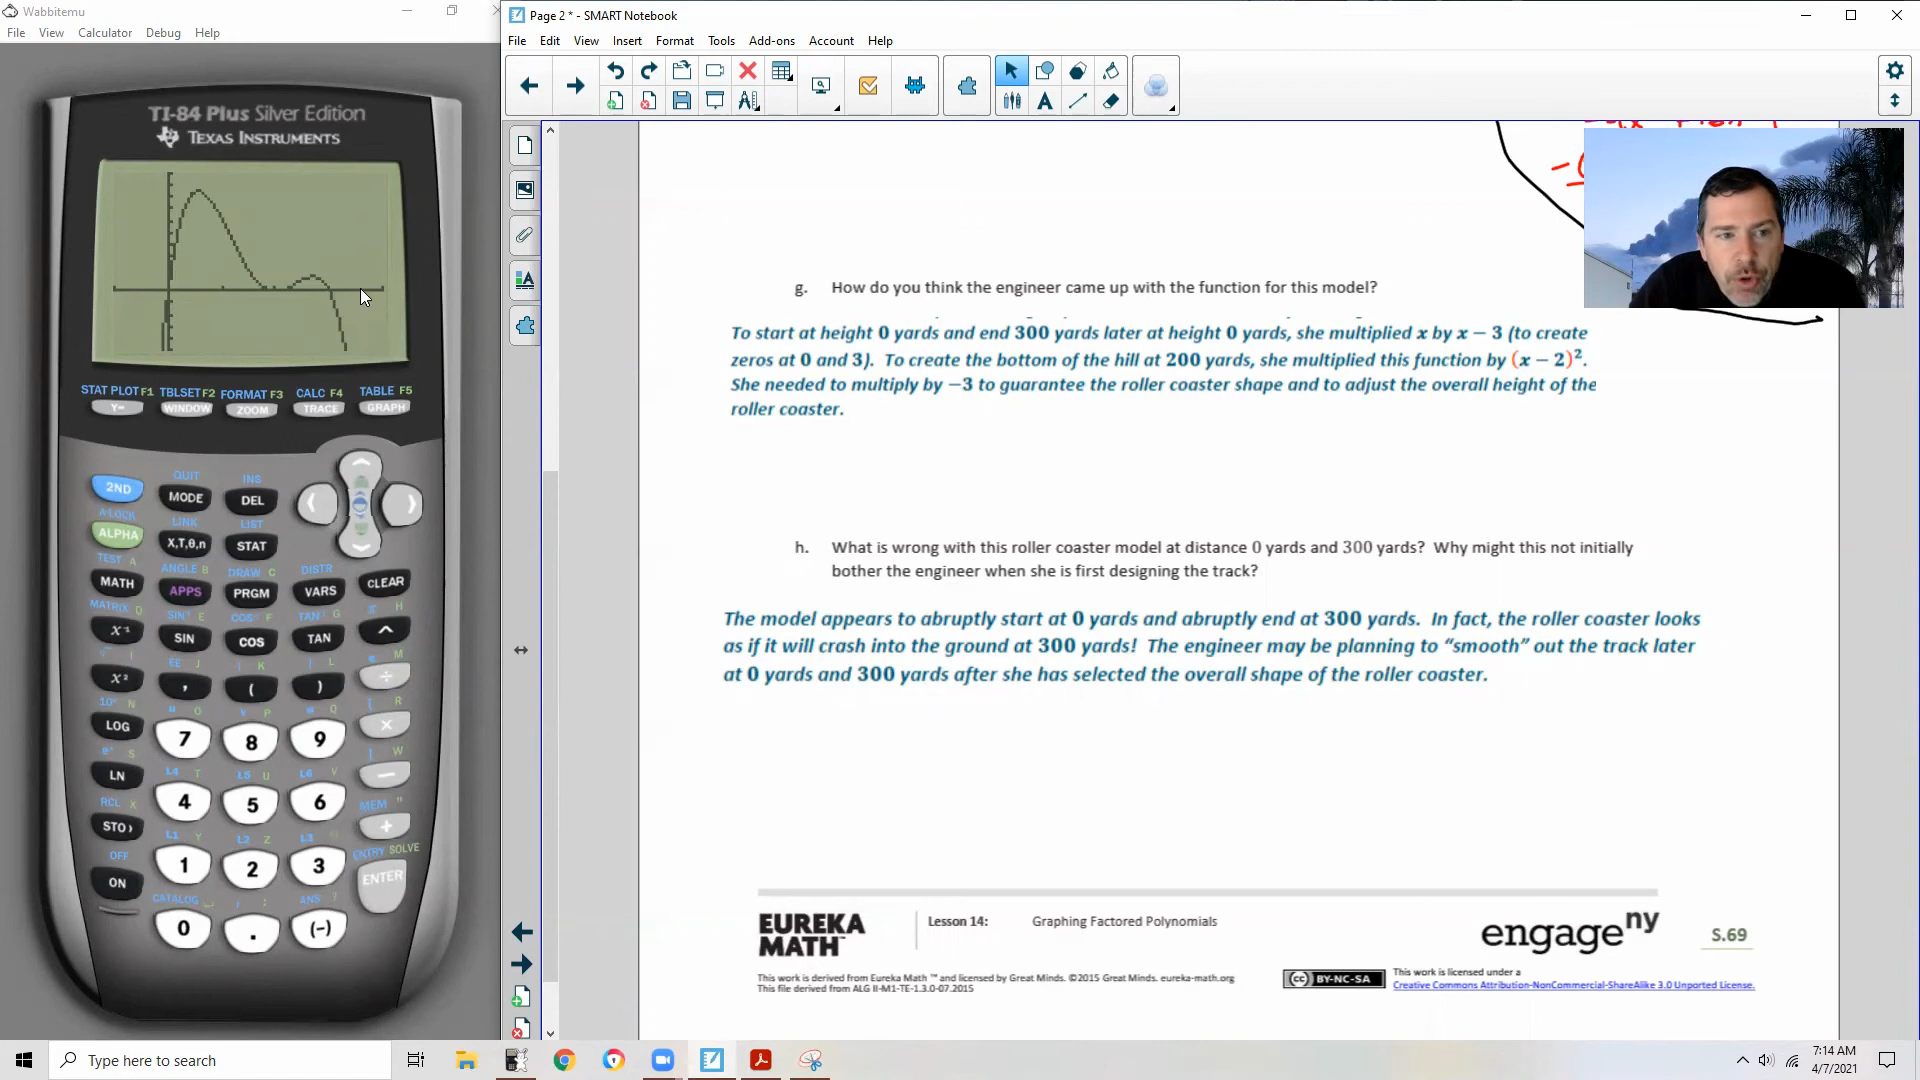 Wabbitemu
File View Calculator Debug Help
Page 2 * - SMART Notebook
File Edit View Insert Format Tools Add-ons Account Help
TI-84 Plus Silver Edition
TEXAS INSTRUMENTS
STAT PLOT F1 TBLSET F2 FORMAT F3 CALC F4 TABLE F5
Y= WINDOW ZOOM TRACE GRAPH
QUIT INS
2ND MODE DEL
A-LOCK LINK LIST
ALPHA X,T,θ,n STAT
TEST A ANGLE B DRAW C DISTR
MATH APPS PRGM VARS CLEAR
MATRIX D SIN⁻¹ E COS⁻¹ F TAN⁻¹ G π H
X⁻¹ SIN COS TAN ^
√ I EE J { K } L e M
X² , ( ) ÷
10ˣ N u O v P w Q [ R
LOG 7 8 9 ×
eˣ S L4 T L5 U L6 V ] W
LN 4 5 6 −
RCL X L1 Y L2 Z L3 MEM "
STO› 1 2 3 +
OFF CATALOG i : ANS ? ENTRY SOLVE
ON 0 . (-) ENTER
g. How do you think the engineer came up with the function for this model?
To start at height 0 yards and end 300 yards later at height 0 yards, she multiplied x by x − 3 (to create
zeros at 0 and 3). To create the bottom of the hill at 200 yards, she multiplied this function by (x − 2)².
She needed to multiply by −3 to guarantee the roller coaster shape and to adjust the overall height of the
roller coaster.
h. What is wrong with this roller coaster model at distance 0 yards and 300 yards? Why might this not initially
bother the engineer when she is first designing the track?
The model appears to abruptly start at 0 yards and abruptly end at 300 yards. In fact, the roller coaster looks
as if it will crash into the ground at 300 yards! The engineer may be planning to “smooth” out the track later
at 0 yards and 300 yards after she has selected the overall shape of the roller coaster.
EUREKA
MATH™
Lesson 14: Graphing Factored Polynomials
engage ny
S.69
This work is derived from Eureka Math ™ and licensed by Great Minds. ©2015 Great Minds. eureka-math.org
This file derived from ALG II-M1-TE-1.3.0-07.2015
cc BY-NC-SA
This work is licensed under a
Creative Commons Attribution-NonCommercial-ShareAlike 3.0 Unported License.
Type here to search
7:14 AM
4/7/2021